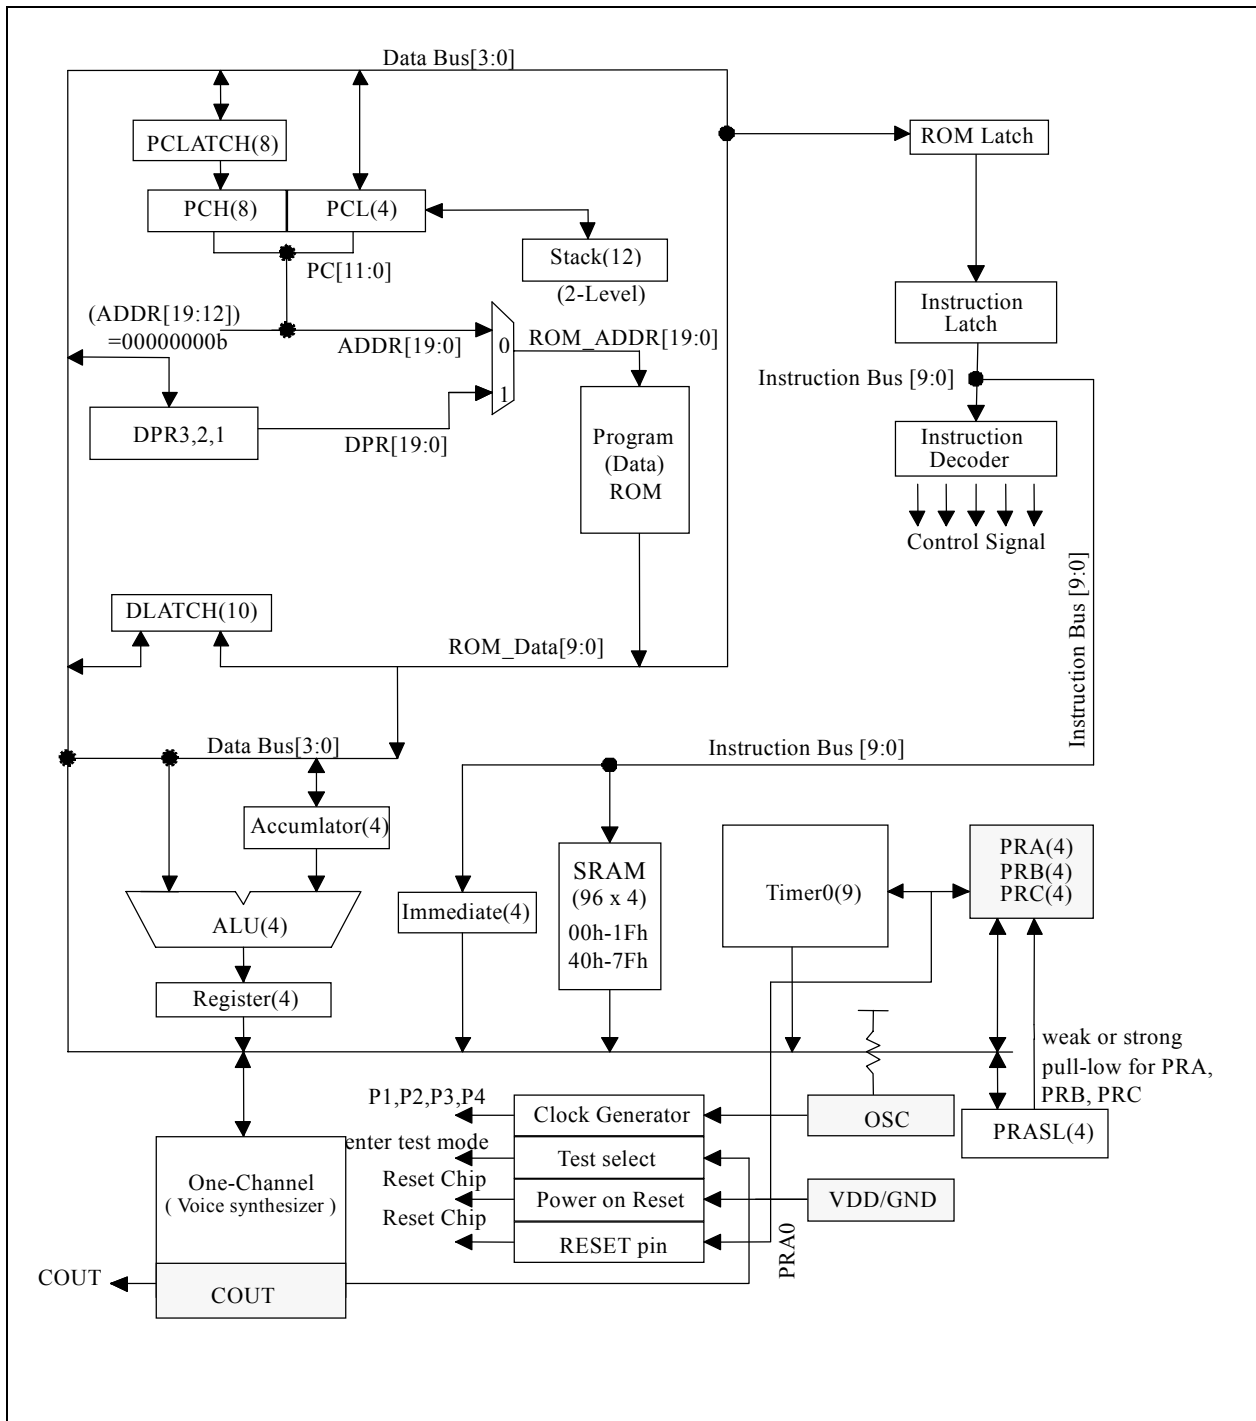 Data Bus[3:0]
PCLATCH(8)
ROM Latch
PCH(8)
PCL(4)
Stack(12)
(2-Level)
PC[11:0]
(ADDR[19:12])
=00000000b
ADDR[19:0]
0
1
ROM_ADDR[19:0]
Instruction
Latch
Instruction Bus [9:0]
DPR3,2,1
DPR[19:0]
Program
(Data)
ROM
Instruction
Decoder
Control Signal
Instruction Bus [9:0]
DLATCH(10)
ROM_Data[9:0]
Data Bus[3:0]
Instruction Bus [9:0]
Accumlator(4)
ALU(4)
Register(4)
Immediate(4)
SRAM
(96 x 4)
00h-1Fh
40h-7Fh
Timer0(9)
PRA(4)
PRB(4)
PRC(4)
weak or strong
pull-low for PRA,
PRB, PRC
PRASL(4)
P1,P2,P3,P4
Clock Generator
OSC
enter test mode
Test select
Reset Chip
Power on Reset
VDD/GND
Reset Chip
RESET pin
PRA0
One-Channel
( Voice synthesizer )
COUT
COUT